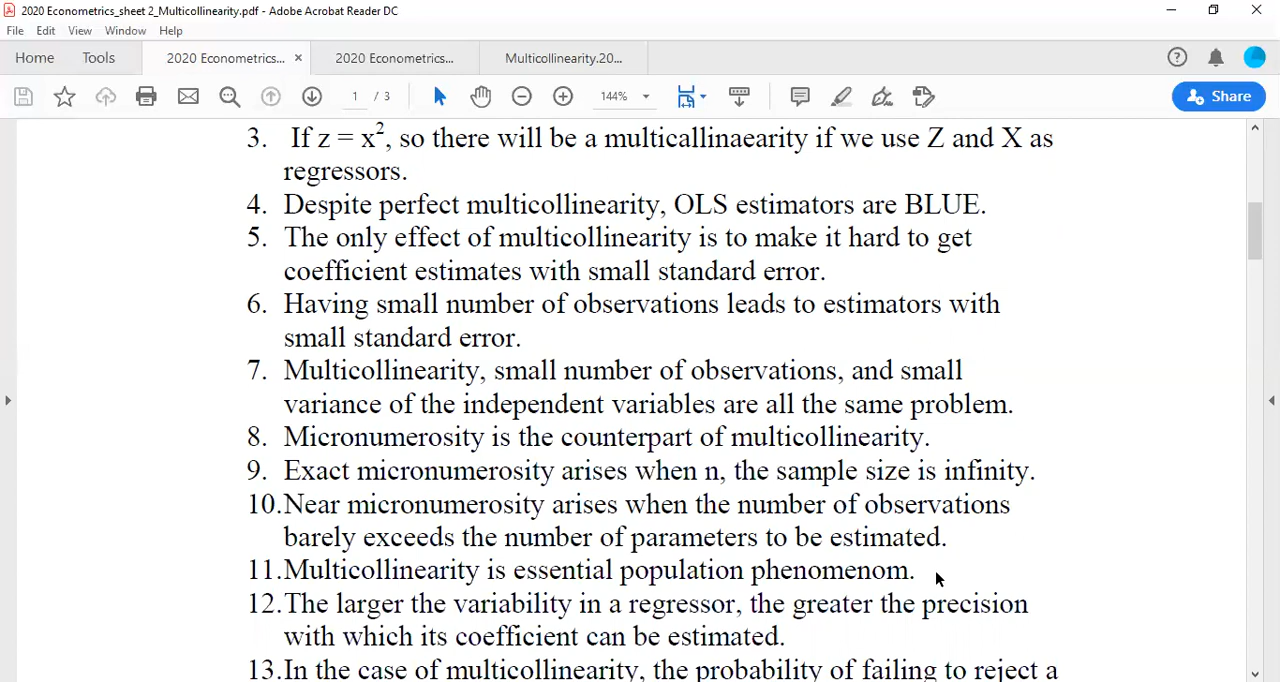 2020 Econometrics_sheet 2_Multicollinearity.pdf - Adobe Acrobat Reader DC
File Edit View Window Help
Home Tools 2020 Econometrics... × 2020 Econometrics... Multicollinearity.20...
1 / 3 144% Share
3. If z = x², so there will be a multicallinaearity if we use Z and X as
regressors.
4. Despite perfect multicollinearity, OLS estimators are BLUE.
5. The only effect of multicollinearity is to make it hard to get
coefficient estimates with small standard error.
6. Having small number of observations leads to estimators with
small standard error.
7. Multicollinearity, small number of observations, and small
variance of the independent variables are all the same problem.
8. Micronumerosity is the counterpart of multicollinearity.
9. Exact micronumerosity arises when n, the sample size is infinity.
10.Near micronumerosity arises when the number of observations
barely exceeds the number of parameters to be estimated.
11.Multicollinearity is essential population phenomenom.
12.The larger the variability in a regressor, the greater the precision
with which its coefficient can be estimated.
13.In the case of multicollinearity, the probability of failing to reject a